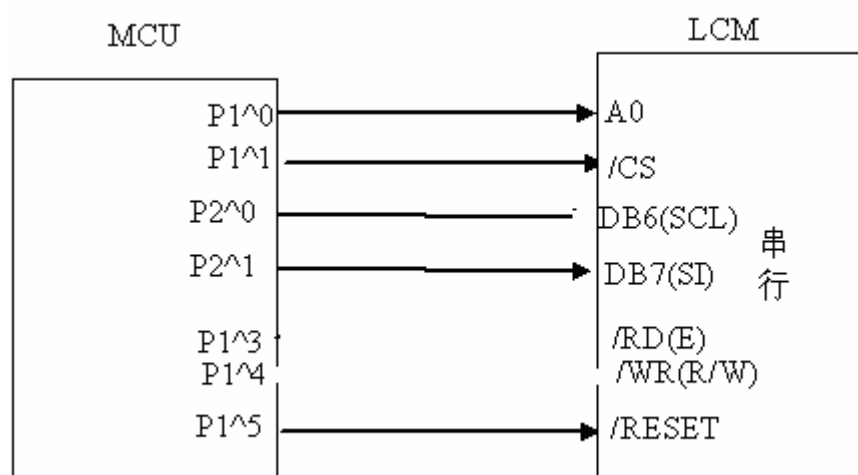 MCU LCM
P1^0 A0
P1^1 /CS
P2^0 DB6(SCL)
P2^1 DB7(SI)
串行
P1^3 /RD(E)
P1^4 /WR(R/W)
P1^5 /RESET